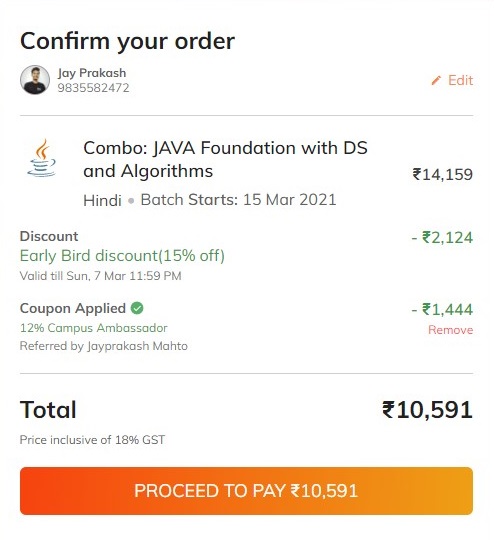 Confirm your order
Jay Prakash
9835582472
Edit
Combo: JAVA Foundation with DS
and Algorithms
₹14,159
Hindi • Batch Starts: 15 Mar 2021
Discount
- ₹2,124
Early Bird discount(15% off)
Valid till Sun, 7 Mar 11:59 PM
Coupon Applied
- ₹1,444
12% Campus Ambassador
Remove
Referred by Jayprakash Mahto
Total
₹10,591
Price inclusive of 18% GST
PROCEED TO PAY ₹10,591